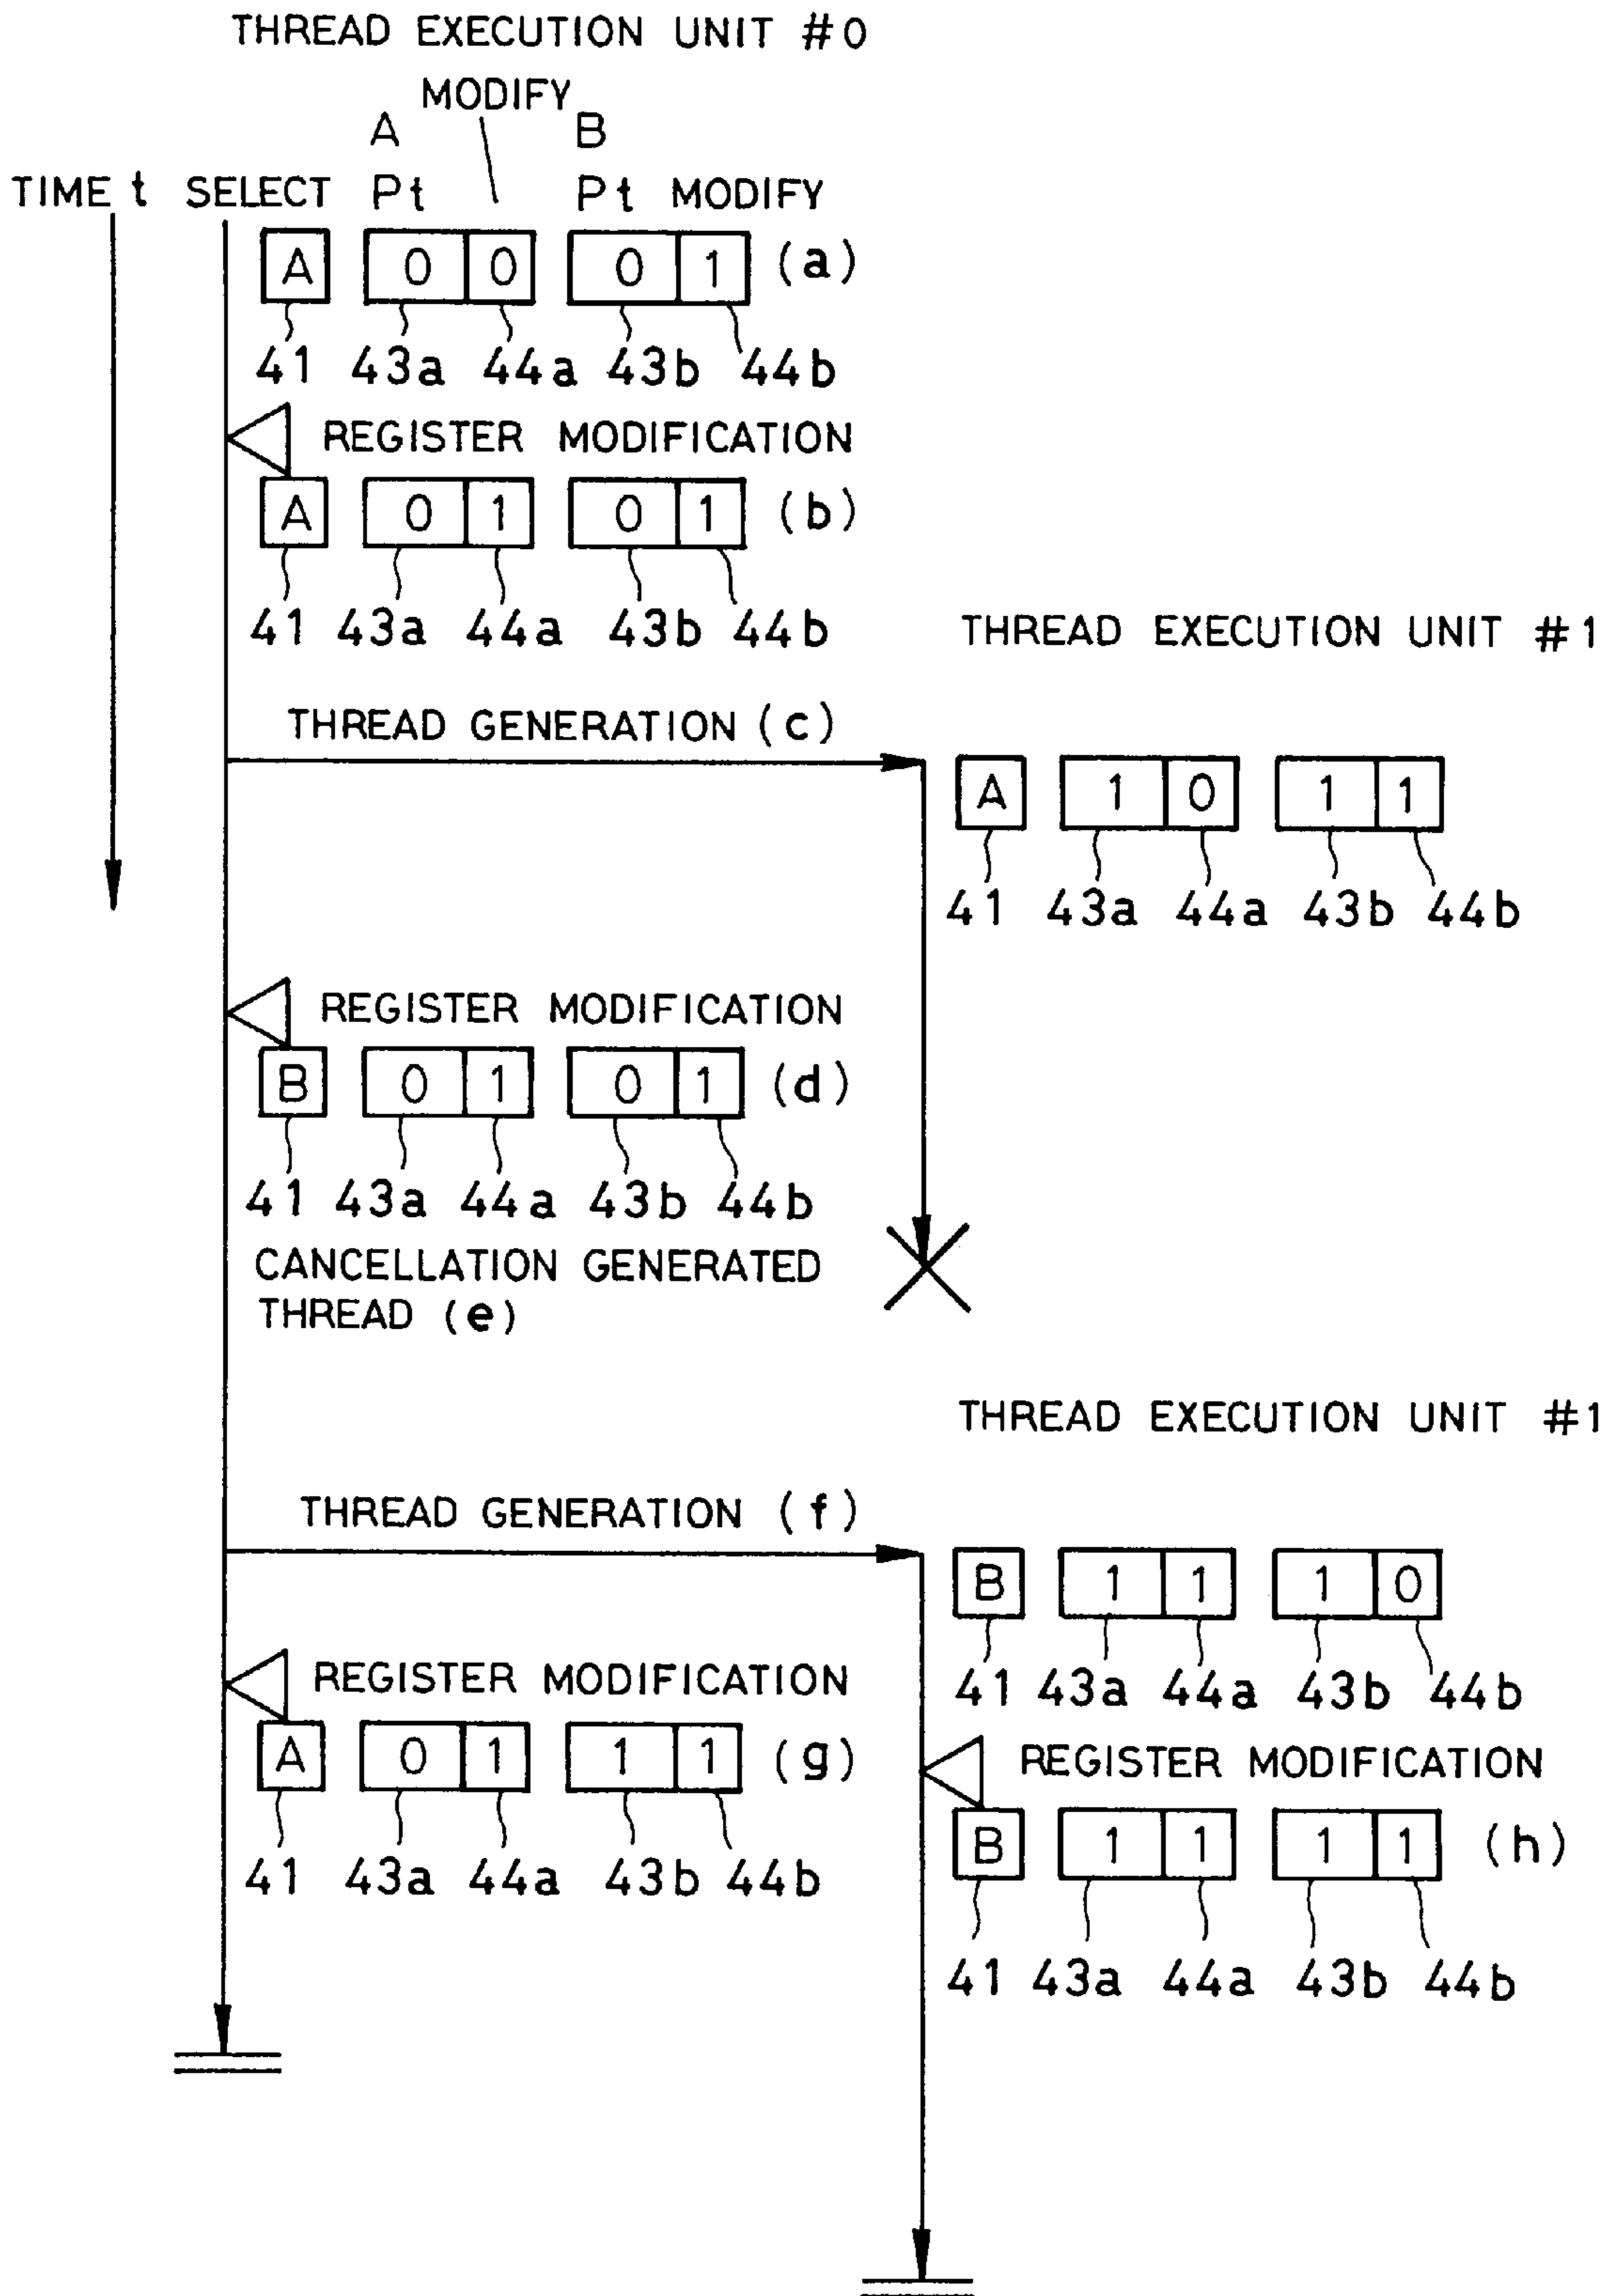 THREAD EXECUTION UNIT #0
MODIFY
A B
TIME t SELECT Pt Pt MODIFY
A 0 0 0 1 (a)
41 43a 44a 43b 44b
REGISTER MODIFICATION
A 0 1 0 1 (b)
41 43a 44a 43b 44b
THREAD EXECUTION UNIT #1
THREAD GENERATION (c)
A 1 0 1 1
41 43a 44a 43b 44b
REGISTER MODIFICATION
B 0 1 0 1 (d)
41 43a 44a 43b 44b
CANCELLATION GENERATED
THREAD (e)
THREAD EXECUTION UNIT #1
THREAD GENERATION (f)
B 1 1 1 0
41 43a 44a 43b 44b
REGISTER MODIFICATION
A 0 1 1 1 (g)
41 43a 44a 43b 44b
REGISTER MODIFICATION
B 1 1 1 1 (h)
41 43a 44a 43b 44b